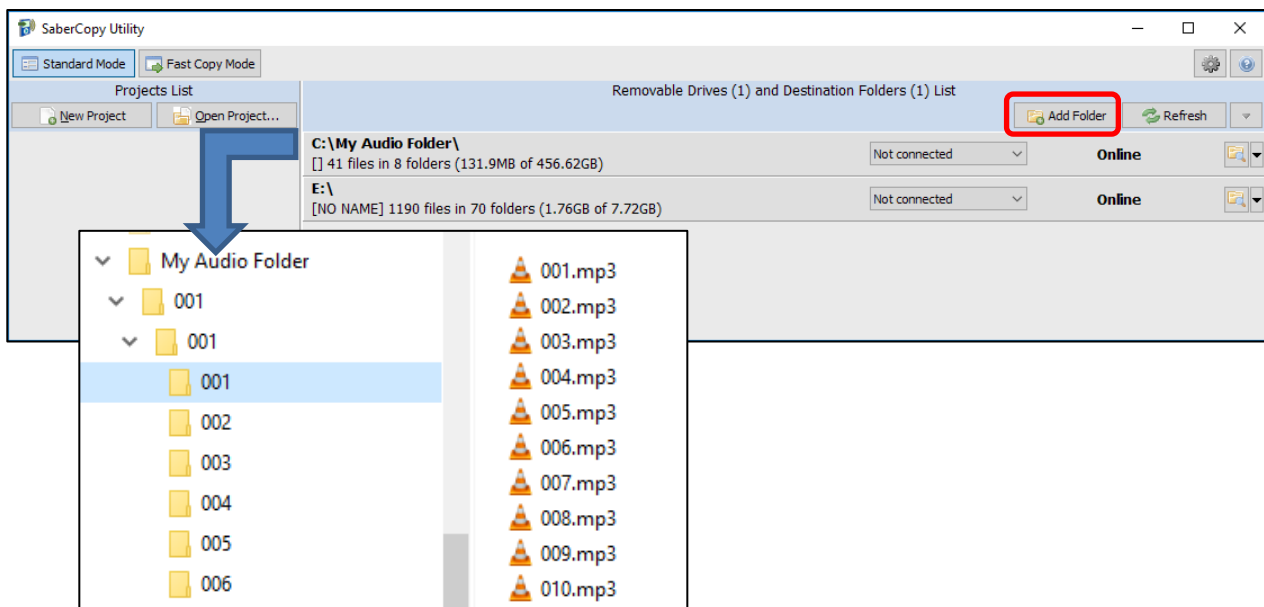 SaberCopy Utility
Standard Mode Fast Copy Mode
Projects List
Removable Drives (1) and Destination Folders (1) List
New Project Open Project...
Add Folder Refresh
C:\My Audio Folder\
[] 41 files in 8 folders (131.9MB of 456.62GB)
Not connected
Online
E:\
[NO NAME] 1190 files in 70 folders (1.76GB of 7.72GB)
Not connected
Online
My Audio Folder
001
001
001
002
003
004
005
006
001.mp3
002.mp3
003.mp3
004.mp3
005.mp3
006.mp3
007.mp3
008.mp3
009.mp3
010.mp3